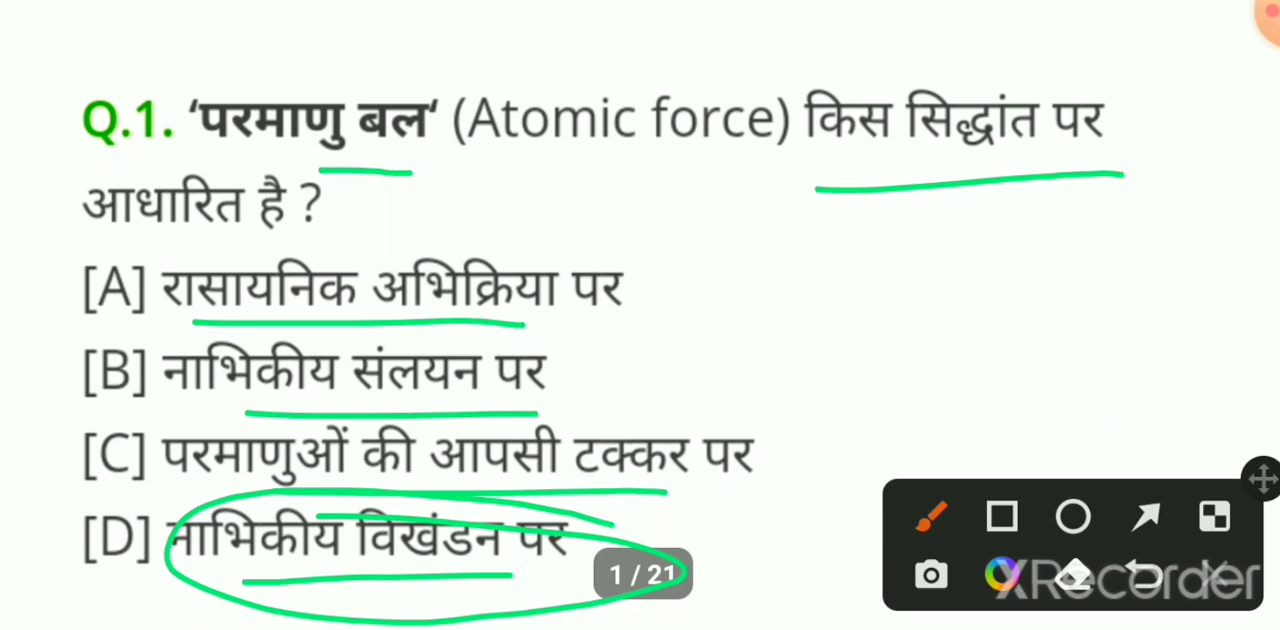 Q.1. ‘परमाणु बल‘ (Atomic force) किस सिद्धांत पर
आधारित है ?
[A] रासायनिक अभिक्रिया पर
[B] नाभिकीय संलयन पर
[C] परमाणुओं की आपसी टक्कर पर
[D] नाभिकीय विखंडन पर
1 / 21
XRecorder